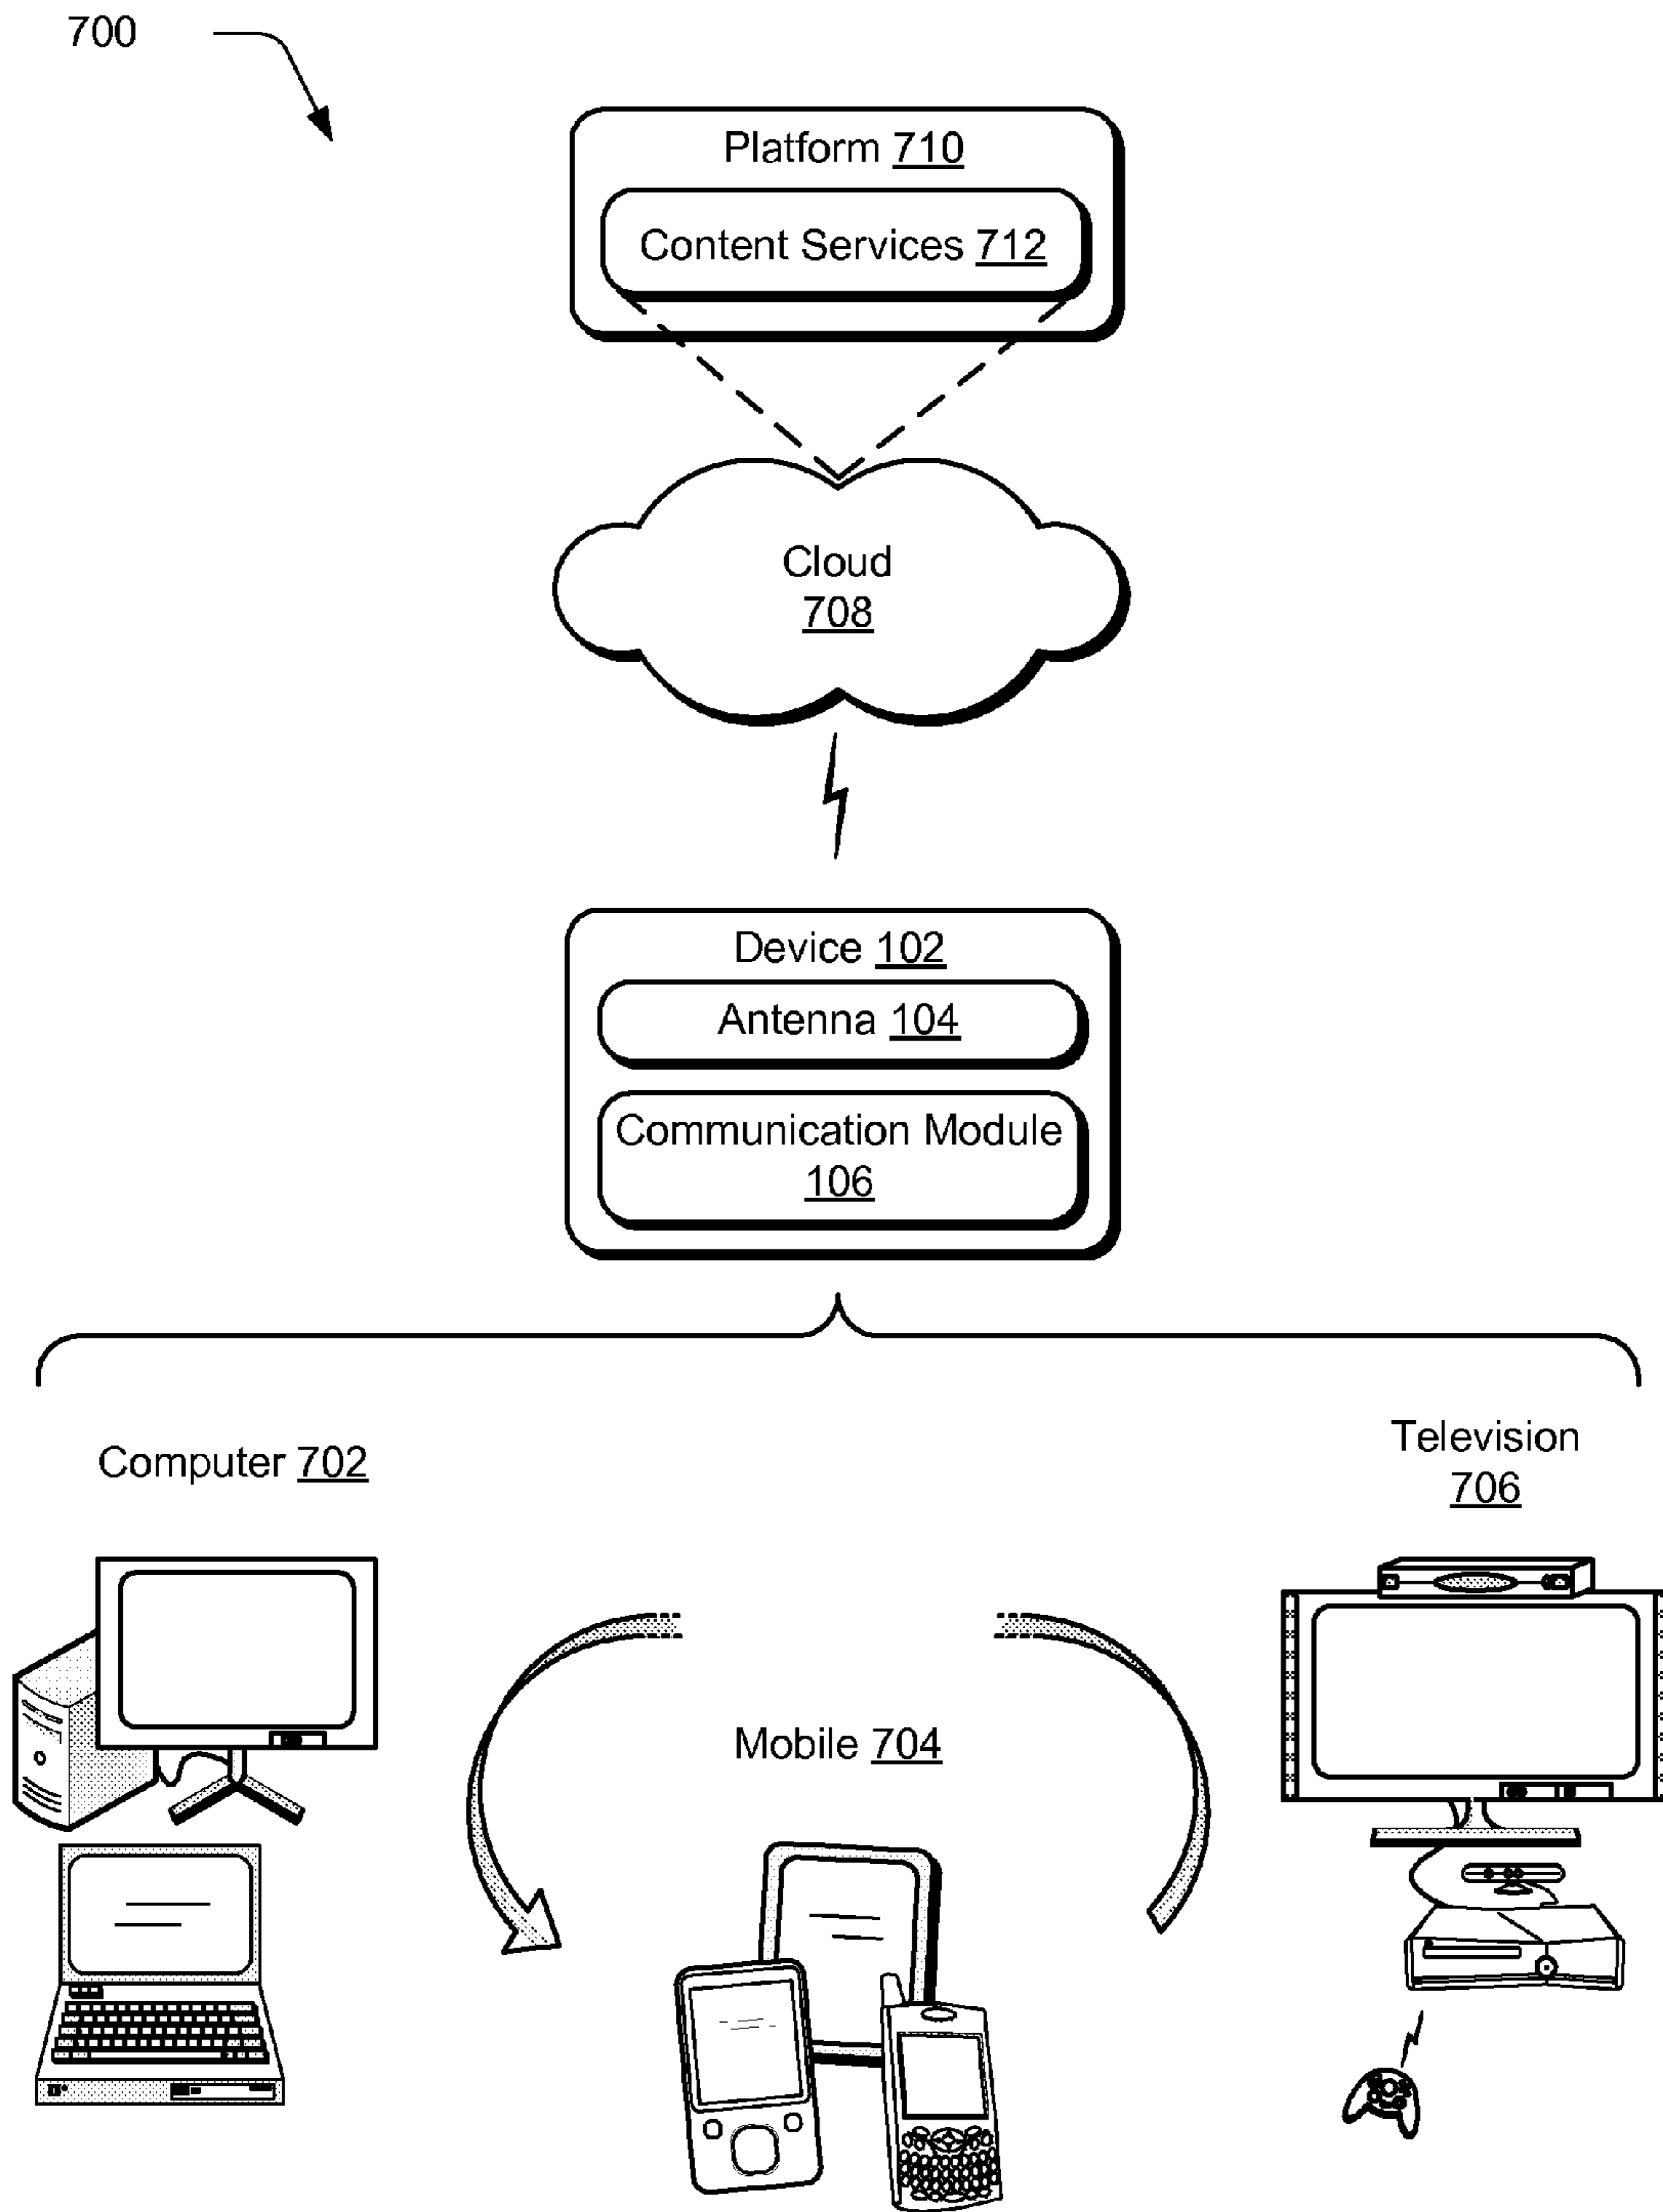 700
Platform 710
Content Services 712
Cloud
708
Device 102
Antenna 104
Communication Module
106
Computer 702
Television
706
Mobile 704